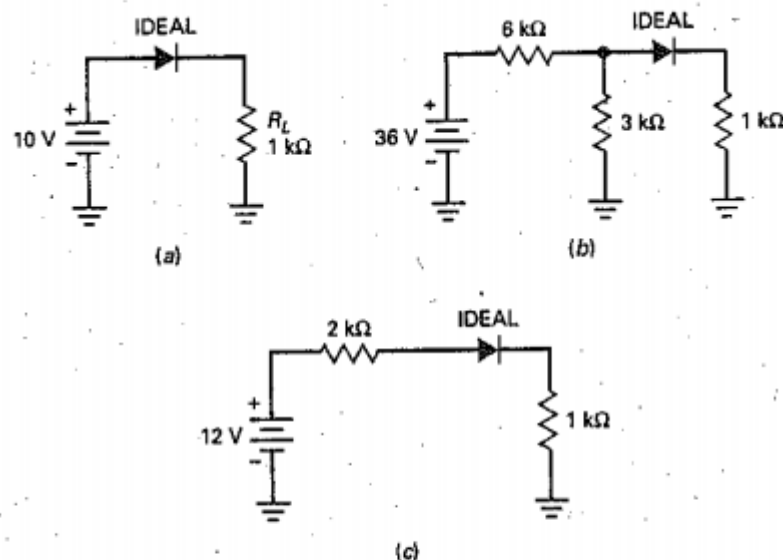 IDEAL
+
10 V
-
R_L
1 kΩ
(a)
6 kΩ
IDEAL
+
36 V
-
3 kΩ
1 kΩ
(b)
2 kΩ
IDEAL
+
12 V
-
1 kΩ
(c)